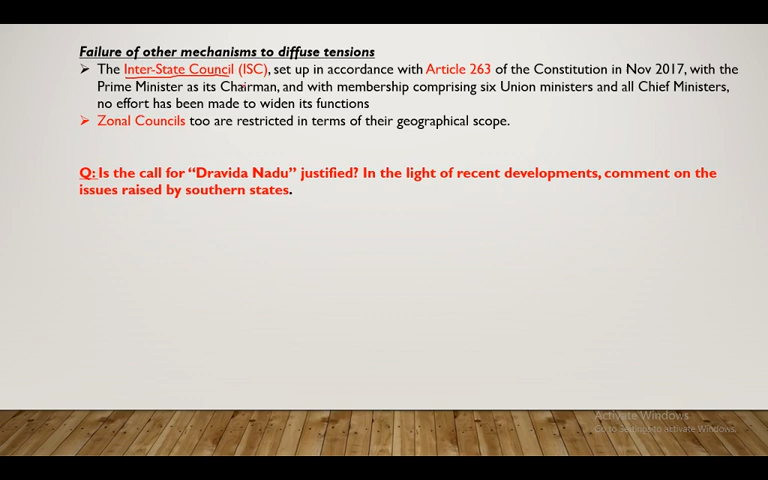 Failure of other mechanisms to diffuse tensions
➢ The Inter-State Council (ISC), set up in accordance with Article 263 of the Constitution in Nov 2017, with the
Prime Minister as its Chairman, and with membership comprising six Union ministers and all Chief Ministers,
no effort has been made to widen its functions
➢ Zonal Councils too are restricted in terms of their geographical scope.
Q: Is the call for “Dravida Nadu” justified? In the light of recent developments, comment on the
issues raised by southern states.
Activate Windows
Go to Settings to activate Windows.